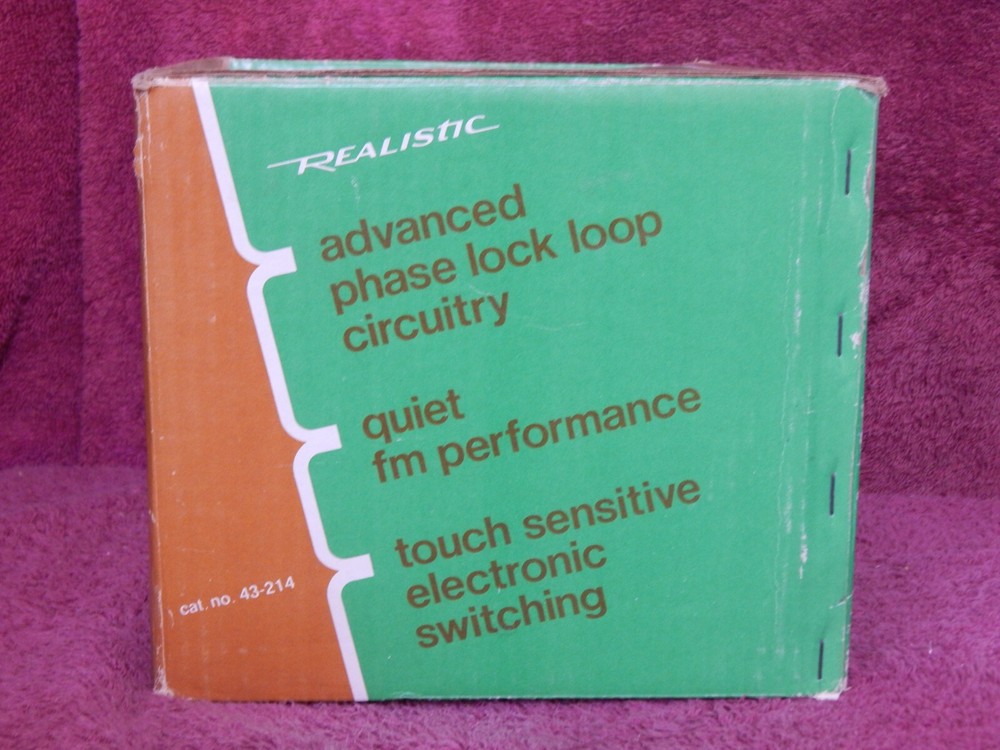 REALISTIC
advanced
phase lock loop
circuitry
quiet
fm performance
touch sensitive
electronic
switching
cat. no. 43-214